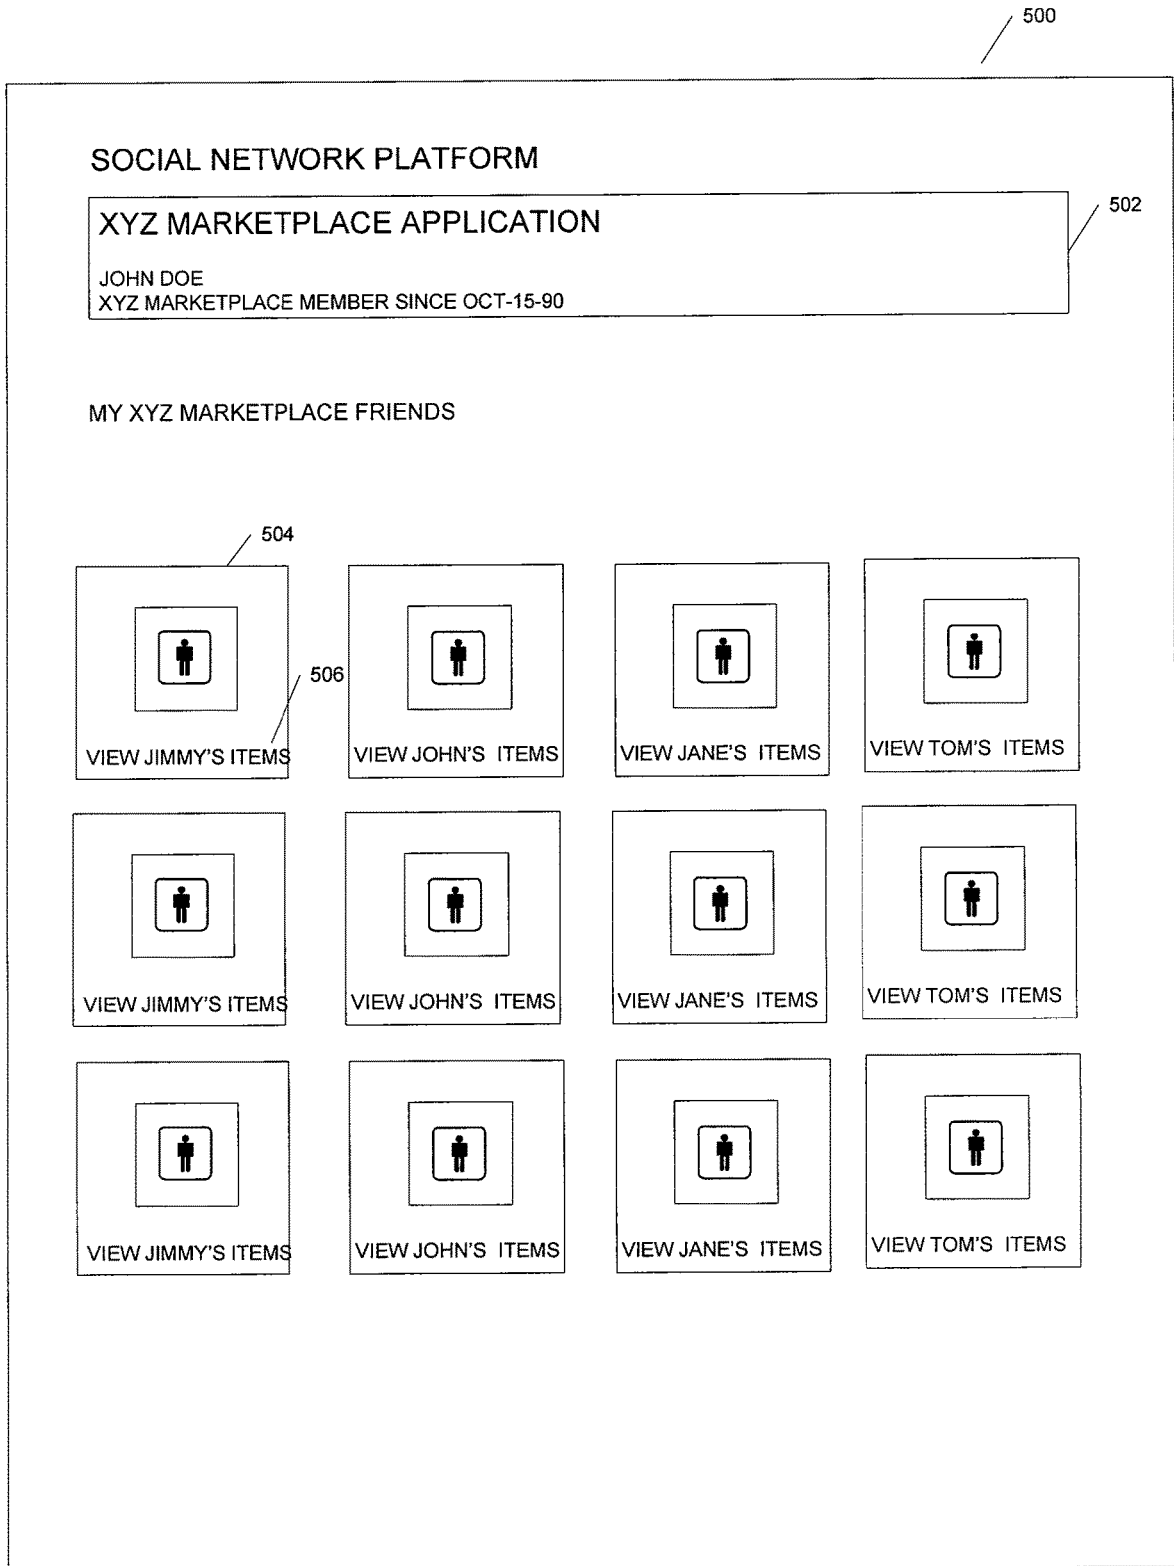 500
SOCIAL NETWORK PLATFORM
XYZ MARKETPLACE APPLICATION
502
JOHN DOE
XYZ MARKETPLACE MEMBER SINCE OCT-15-90
MY XYZ MARKETPLACE FRIENDS
504
506
VIEW JIMMY'S ITEMS
VIEW JOHN'S ITEMS
VIEW JANE'S ITEMS
VIEW TOM'S ITEMS
VIEW JIMMY'S ITEMS
VIEW JOHN'S ITEMS
VIEW JANE'S ITEMS
VIEW TOM'S ITEMS
VIEW JIMMY'S ITEMS
VIEW JOHN'S ITEMS
VIEW JANE'S ITEMS
VIEW TOM'S ITEMS